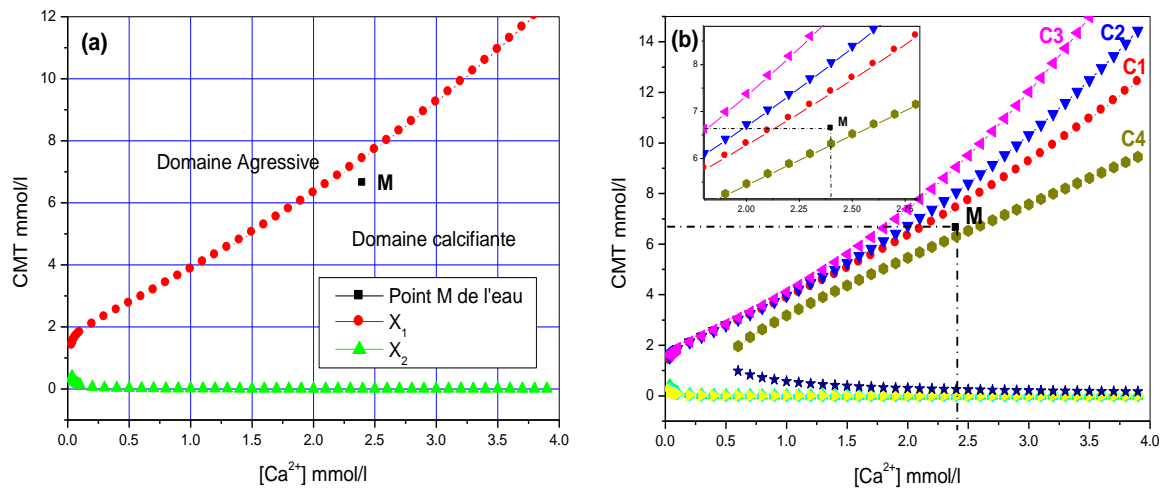 (a)
12
10
8
6
4
2
0
CMT mmol/l
Domaine Agressive
M
Domaine calcifiante
Point M de l'eau
X₁
X₂
0.0 0.5 1.0 1.5 2.0 2.5 3.0 3.5 4.0
[Ca²⁺] mmol/l
(b)
14
12
10
8
6
4
2
0
CMT mmol/l
8
7
6
M
2.00 2.25 2.50 2.75
C3
C2
C1
C4
M
0.0 0.5 1.0 1.5 2.0 2.5 3.0 3.5 4.0
[Ca²⁺] mmol/l